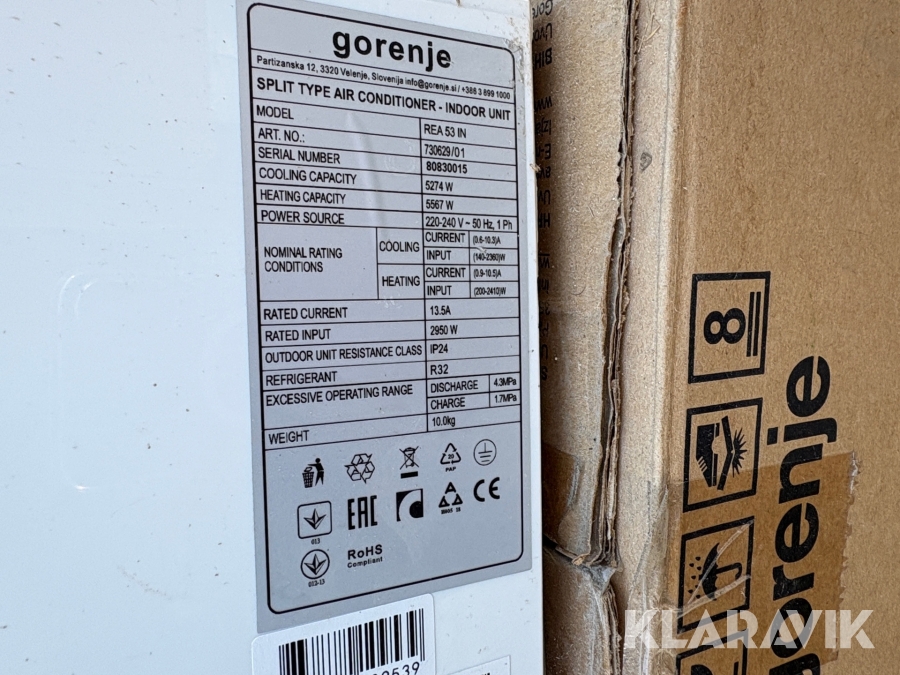 gorenje
Partizanska 12, 3320 Velenje, Slovenija info@gorenje.si / +386 3 899 1000
SPLIT TYPE AIR CONDITIONER - INDOOR UNIT
MODEL REA 53 IN
ART. NO.: 730629/01
SERIAL NUMBER 80830015
COOLING CAPACITY 5274 W
HEATING CAPACITY 5567 W
POWER SOURCE 220-240 V ~ 50 Hz, 1 Ph
NOMINAL RATING CONDITIONS
COOLING CURRENT (0.6-10.3)A
INPUT (140-2360)W
HEATING CURRENT (0.9-10.5)A
INPUT (200-2410)W
RATED CURRENT 13.5A
RATED INPUT 2950 W
OUTDOOR UNIT RESISTANCE CLASS IP24
REFRIGERANT R32
EXCESSIVE OPERATING RANGE DISCHARGE 4.3MPa
CHARGE 1.7MPa
WEIGHT 10.0kg
20
PAP
013
EAC
CE
RoHS
Compliant
8
gorenje
KLARAVIK